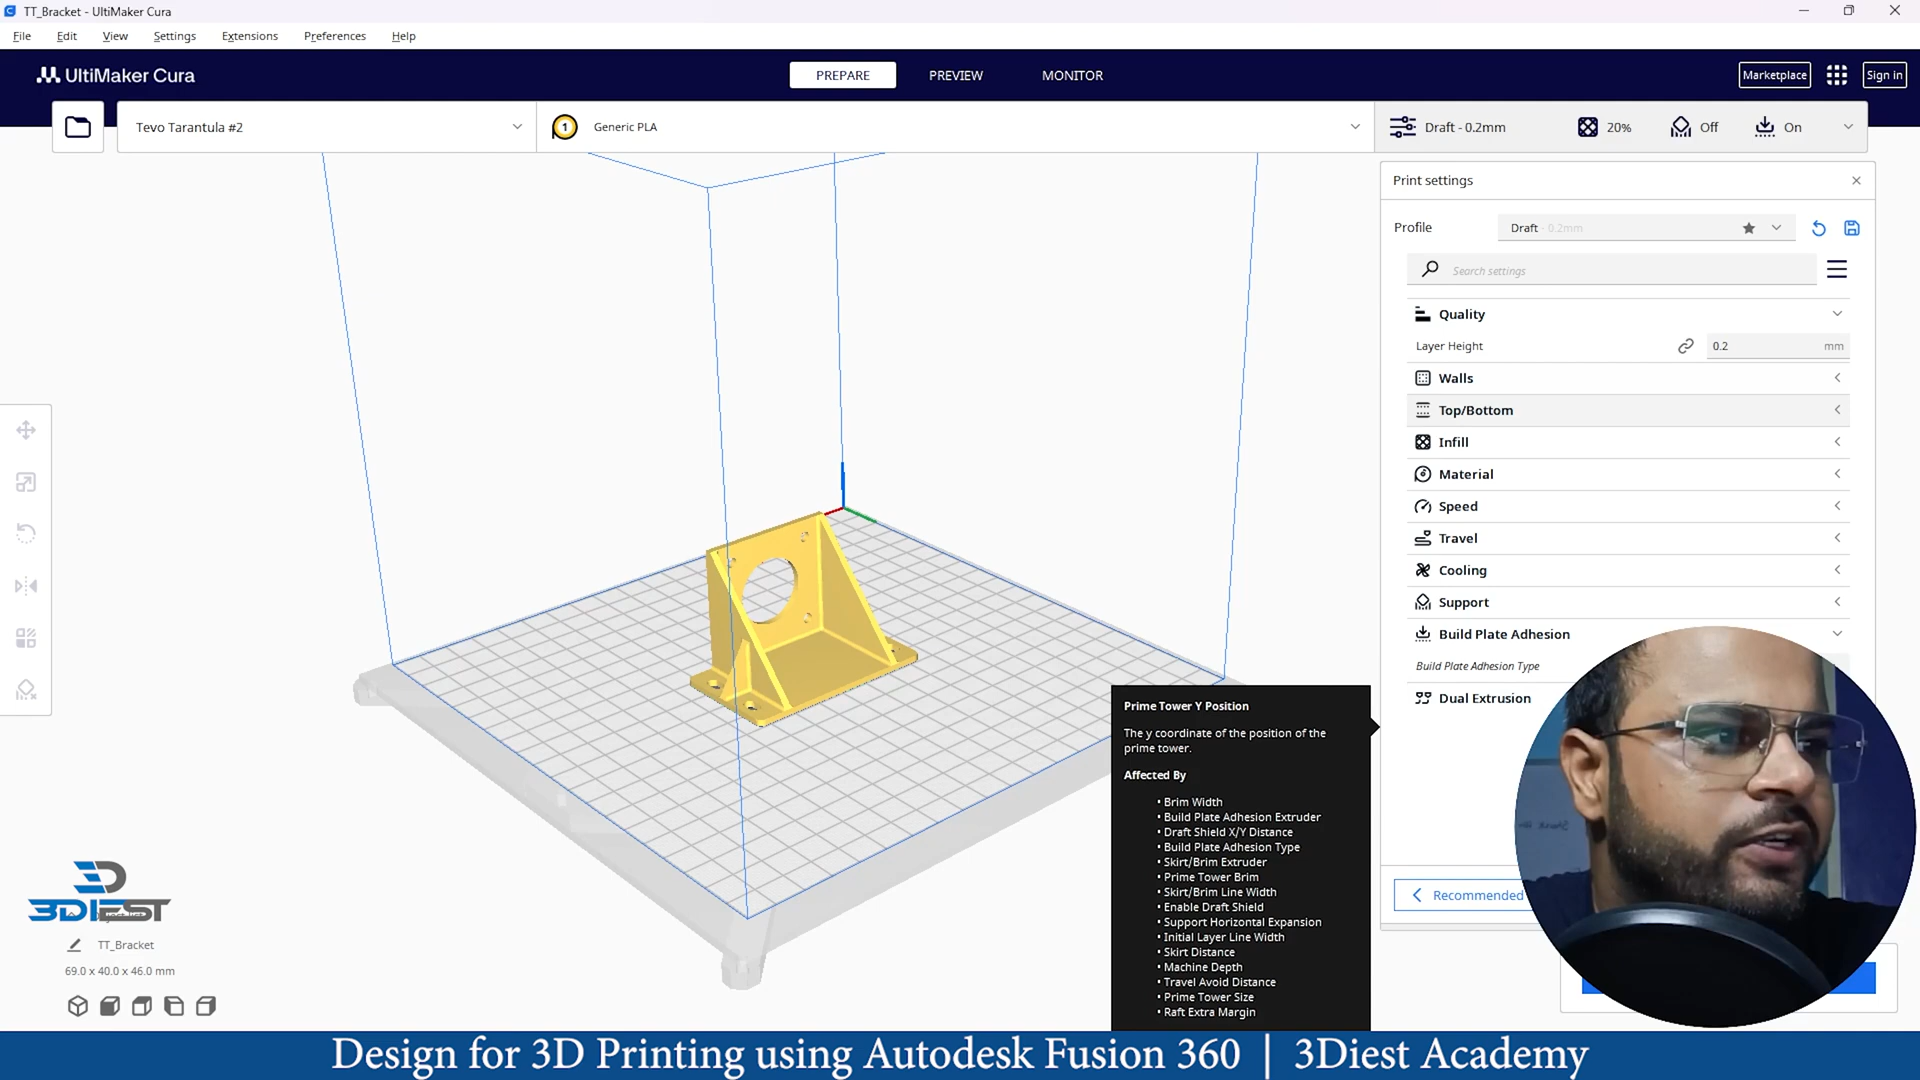 TT_Bracket - UltiMaker Cura
File Edit View Settings Extensions Preferences Help
UltiMaker Cura
PREPARE PREVIEW MONITOR
Marketplace Sign in
Tevo Tarantula #2
1 Generic PLA
Draft - 0.2mm 20% Off On
Print settings
Profile Draft - 0.2mm
Search settings
Quality
Layer Height 0.2 mm
Walls
Top/Bottom
Infill
Material
Speed
Travel
Cooling
Support
Build Plate Adhesion
Build Plate Adhesion Type
Dual Extrusion
Prime Tower Y Position
The y coordinate of the position of the
prime tower.
Affected By
• Brim Width
• Build Plate Adhesion Extruder
• Draft Shield X/Y Distance
• Build Plate Adhesion Type
• Skirt/Brim Extruder
• Prime Tower Brim
• Skirt/Brim Line Width
• Enable Draft Shield
• Support Horizontal Expansion
• Initial Layer Line Width
• Skirt Distance
• Machine Depth
• Travel Avoid Distance
• Prime Tower Size
• Raft Extra Margin
Recommended
3D
3DIEST
TT_Bracket
69.0 x 40.0 x 46.0 mm
Design for 3D Printing using Autodesk Fusion 360 | 3Diest Academy